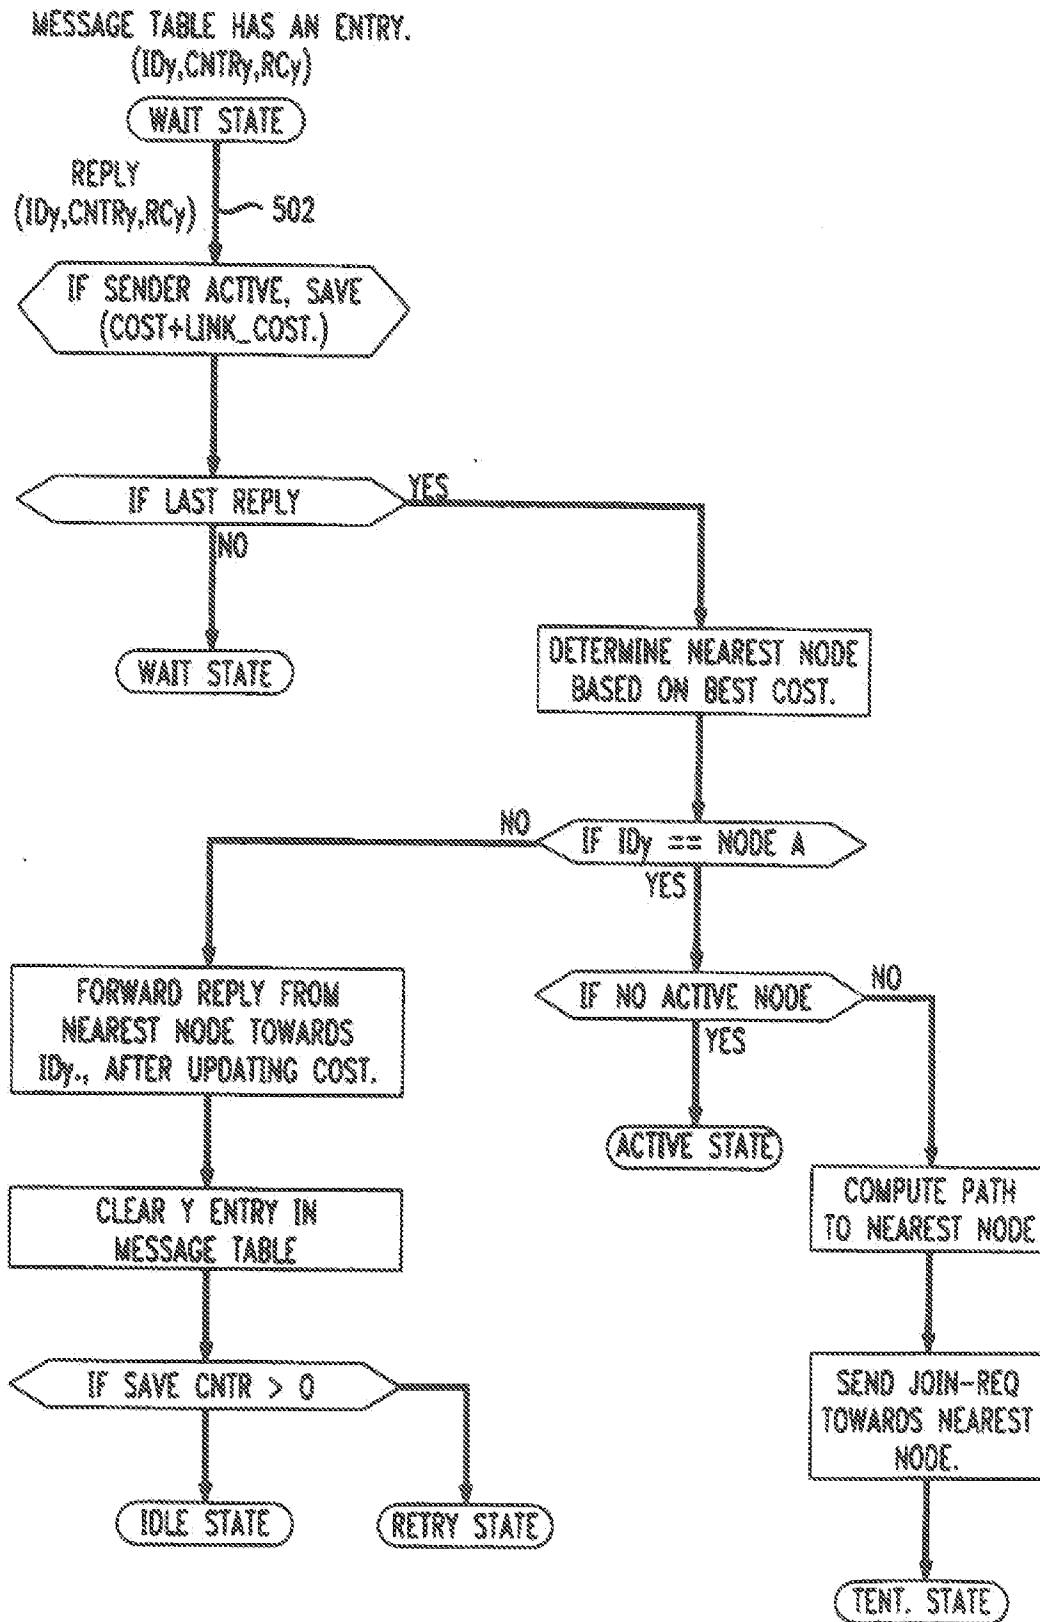 MESSAGE TABLE HAS AN ENTRY.
(IDy,CNTRy,RCy)
WAIT STATE
REPLY
(IDy,CNTRy,RCy)
502
IF SENDER ACTIVE, SAVE
(COST+LINK_COST.)
IF LAST REPLY
YES
NO
WAIT STATE
DETERMINE NEAREST NODE
BASED ON BEST COST.
NO
IF IDy == NODE A
YES
FORWARD REPLY FROM
NEAREST NODE TOWARDS
IDy., AFTER UPDATING COST.
IF NO ACTIVE NODE
NO
YES
ACTIVE STATE
CLEAR Y ENTRY IN
MESSAGE TABLE
COMPUTE PATH
TO NEAREST NODE
IF SAVE CNTR > 0
SEND JOIN-REQ
TOWARDS NEAREST
NODE.
IDLE STATE
RETRY STATE
TENT. STATE